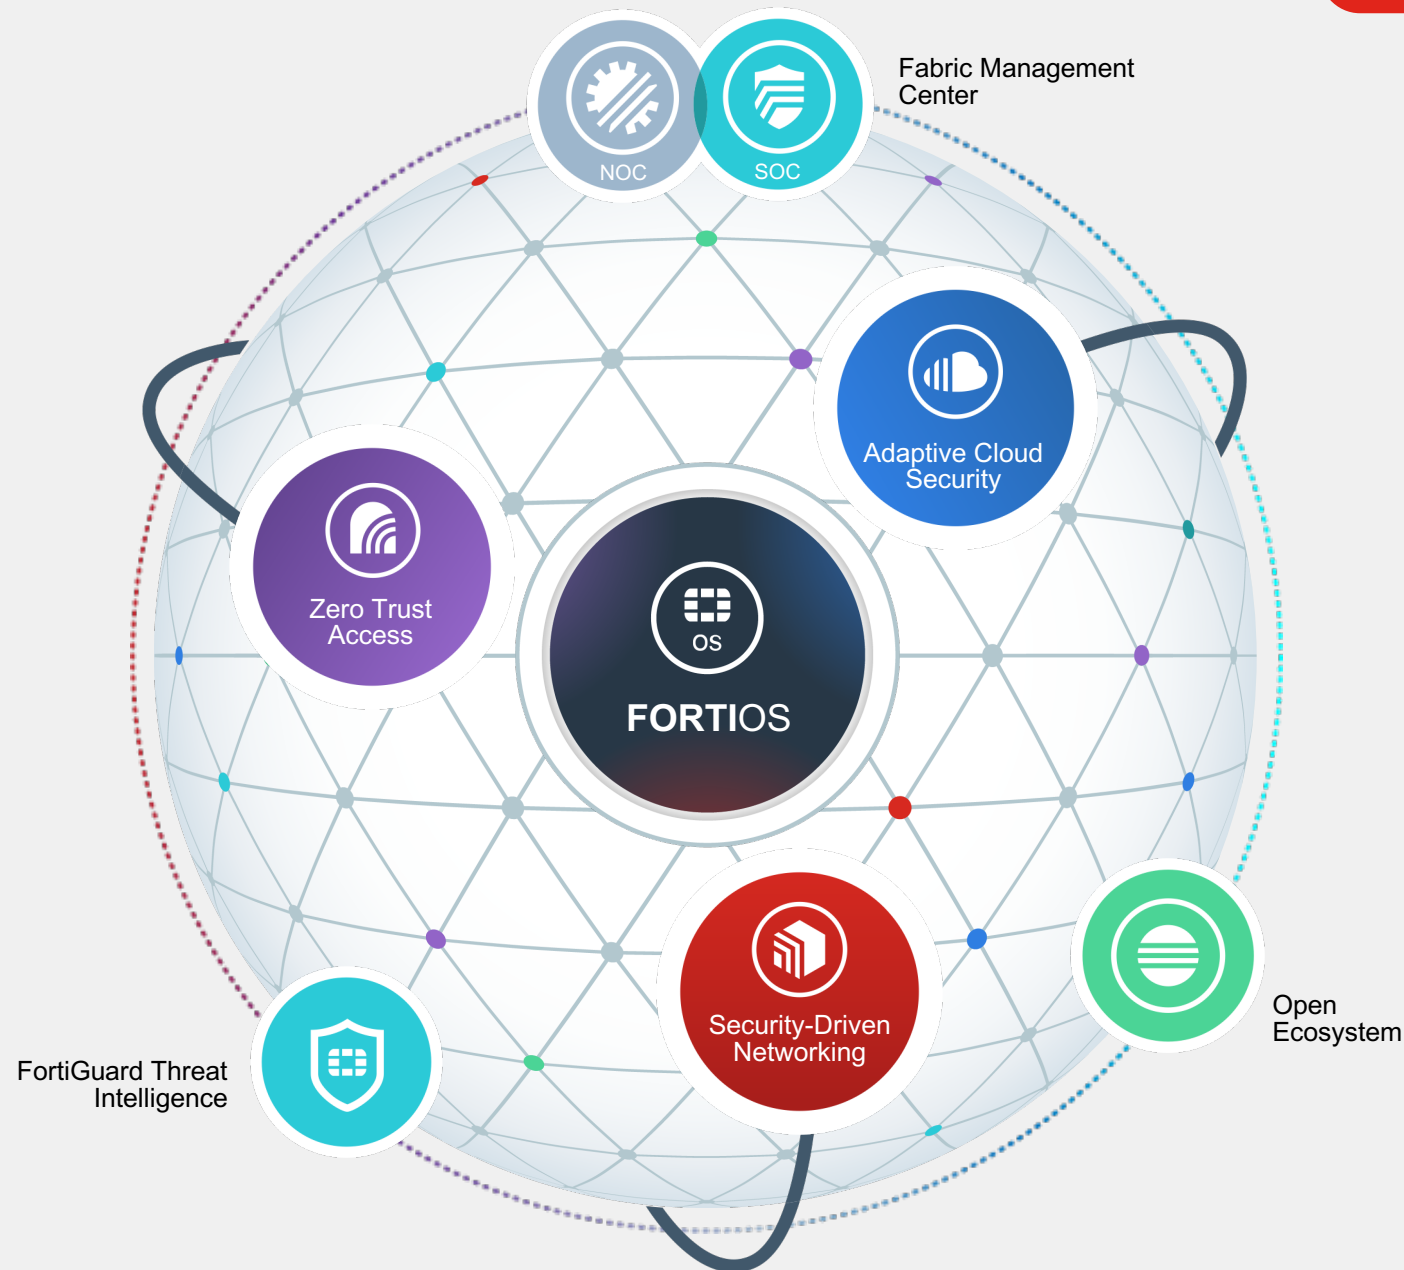 NOC
SOC
Fabric Management
Center
Adaptive Cloud
Security
Zero Trust
Access
OS
FORTIOS
Security-Driven
Networking
Open
Ecosystem
FortiGuard Threat
Intelligence